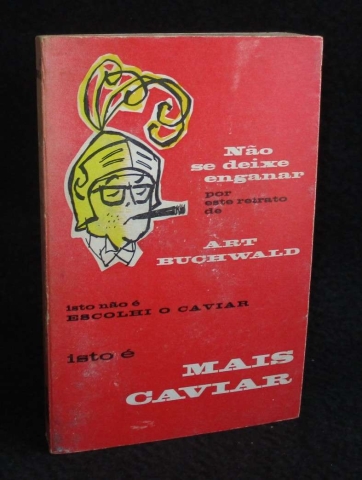 Não
se deixe
enganar
por
este retrato
de
ART
BUCHWALD
isto não é
ESCOLHI O CAVIAR
isto é
MAIS
CAVIAR